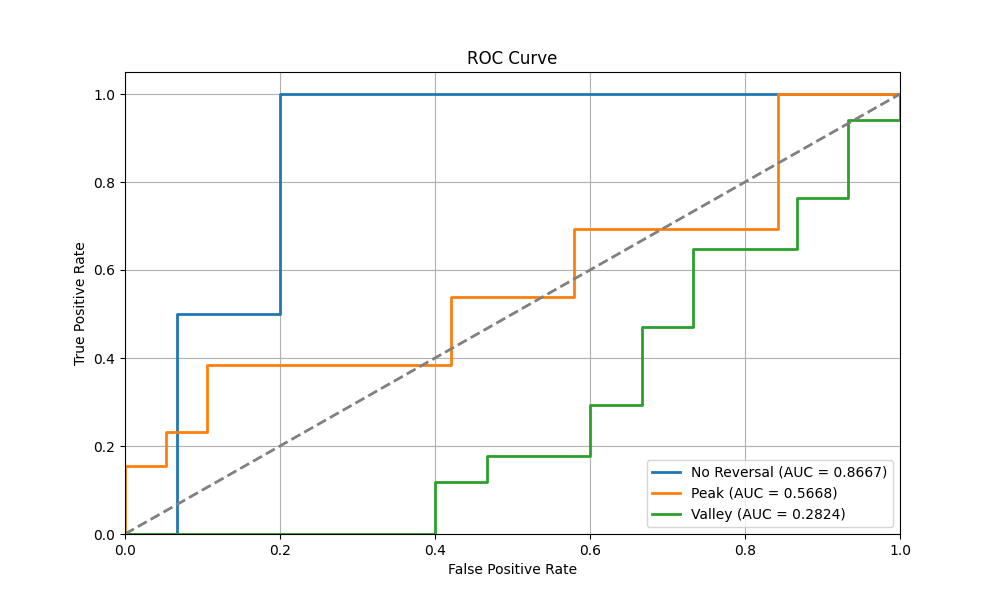 ROC Curve
True Positive Rate
1.0
0.8
0.6
0.4
0.2
0.0
0.0 0.2 0.4 0.6 0.8 1.0
False Positive Rate
No Reversal (AUC = 0.8667)
Peak (AUC = 0.5668)
Valley (AUC = 0.2824)